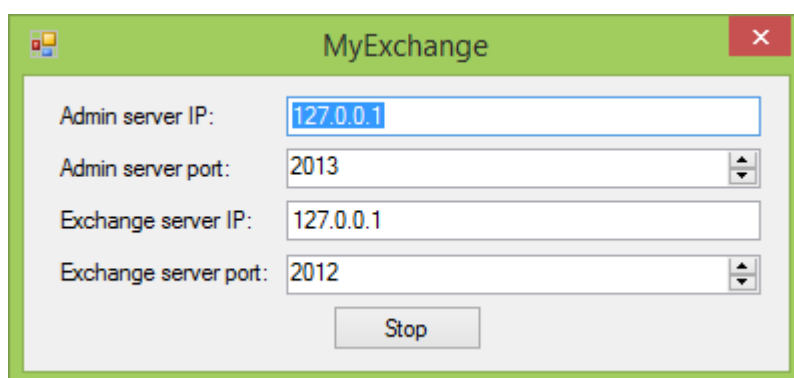 MyExchange
Admin server IP: 127.0.0.1
Admin server port: 2013
Exchange server IP: 127.0.0.1
Exchange server port: 2012
Stop